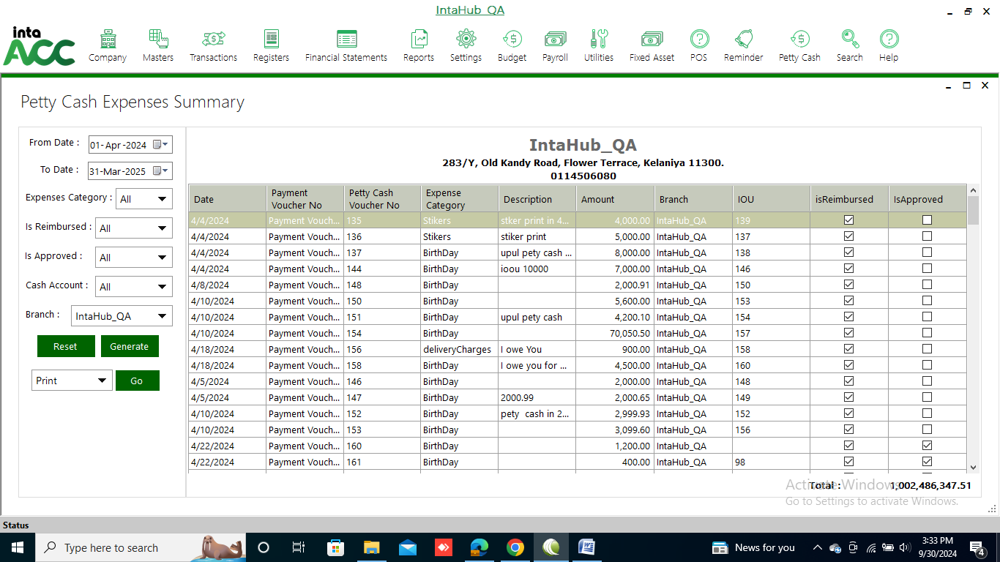 IntaHub_QA
inta
ACC
Company Masters Transactions Registers Financial Statements Reports Settings Budget Payroll Utilities Fixed Asset POS Reminder Petty Cash Search Help
Petty Cash Expenses Summary
From Date : 01-Apr-2024
To Date : 31-Mar-2025
Expenses Category : All
Is Reimbursed : All
Is Approved : All
Cash Account : All
Branch : IntaHub_QA
Reset Generate
Print Go
IntaHub_QA
283/Y, Old Kandy Road, Flower Terrace, Kelaniya 11300.
0114506080
Date Payment Voucher No Petty Cash Voucher No Expense Category Description Amount Branch IOU isReimbursed IsApproved
4/4/2024 Payment Vouch... 135 Stikers stker print in 4... 4,000.00 IntaHub_QA 139
4/4/2024 Payment Vouch... 136 Stikers stiker print 5,000.00 IntaHub_QA 137
4/4/2024 Payment Vouch... 137 BirthDay upul pety cash ... 8,000.00 IntaHub_QA 138
4/4/2024 Payment Vouch... 144 BirthDay ioou 10000 7,000.00 IntaHub_QA 146
4/8/2024 Payment Vouch... 148 BirthDay 2,000.91 IntaHub_QA 150
4/10/2024 Payment Vouch... 150 BirthDay 5,600.00 IntaHub_QA 153
4/10/2024 Payment Vouch... 151 BirthDay upul pety cash 4,200.10 IntaHub_QA 154
4/10/2024 Payment Vouch... 154 BirthDay 70,050.50 IntaHub_QA 157
4/18/2024 Payment Vouch... 156 deliveryCharges I owe You 900.00 IntaHub_QA 158
4/18/2024 Payment Vouch... 158 BirthDay I owe you for ... 4,500.00 IntaHub_QA 160
4/5/2024 Payment Vouch... 146 BirthDay 2,000.00 IntaHub_QA 148
4/5/2024 Payment Vouch... 147 BirthDay 2000.99 2,000.65 IntaHub_QA 149
4/10/2024 Payment Vouch... 152 BirthDay pety cash in 2... 2,999.93 IntaHub_QA 152
4/10/2024 Payment Vouch... 153 BirthDay 3,099.60 IntaHub_QA 156
4/22/2024 Payment Vouch... 160 BirthDay 1,200.00 IntaHub_QA
4/22/2024 Payment Vouch... 161 BirthDay 400.00 IntaHub_QA 98
Total : 1,002,486,347.51
Activate Windows
Go to Settings to activate Windows.
Status
Type here to search
News for you
3:33 PM
9/30/2024
4